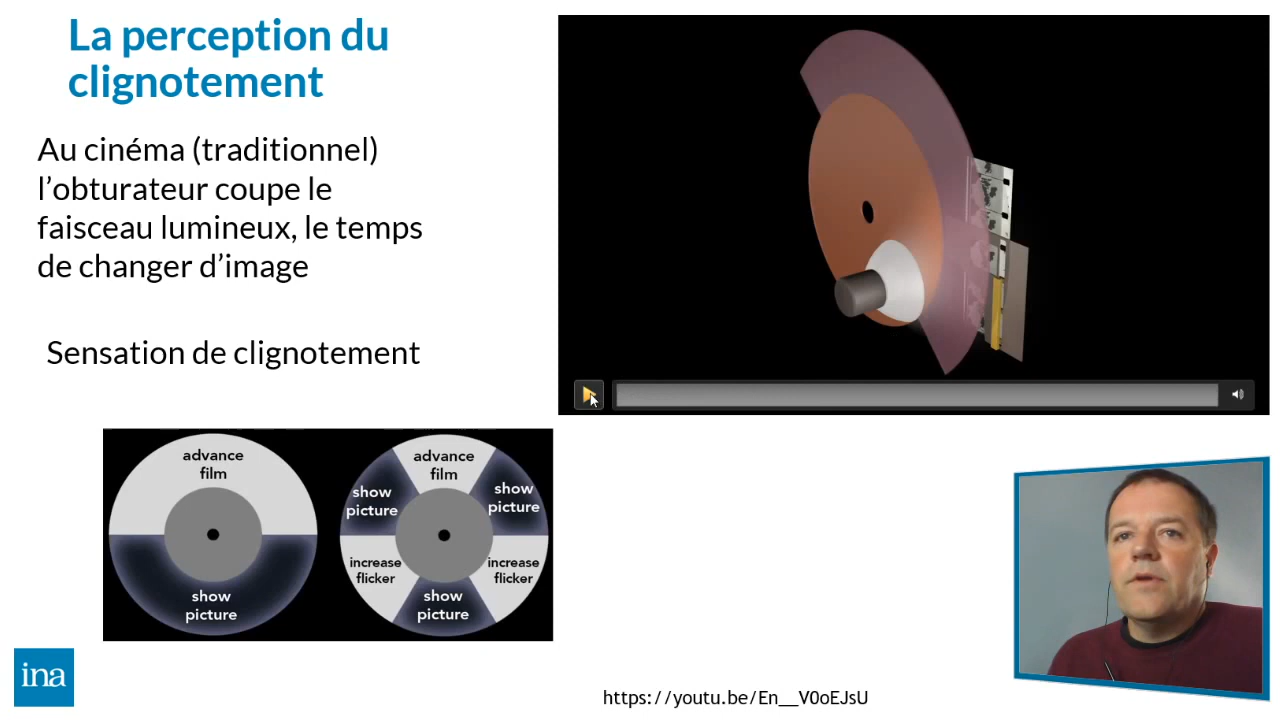 La perception du
clignotement
Au cinéma (traditionnel)
l’obturateur coupe le
faisceau lumineux, le temps
de changer d’image
Sensation de clignotement
advance
film
show
picture
advance
film
show
picture
show
picture
increase
flicker
increase
flicker
show
picture
ina
https://youtu.be/En__V0oEJsU